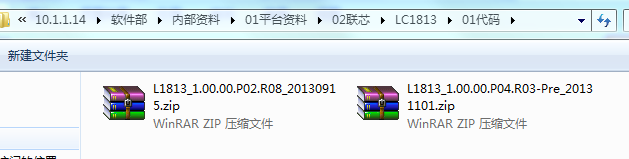 « 10.1.1.14 ▸ 软件部 ▸ 内部资料 ▸ 01平台资料 ▸ 02联芯 ▸ LC1813 ▸ 01代码 ▸
新建文件夹
L1813_1.00.00.P02.R08_2013091
5.zip
WinRAR ZIP 压缩文件
L1813_1.00.00.P04.R03-Pre_2013
1101.zip
WinRAR ZIP 压缩文件